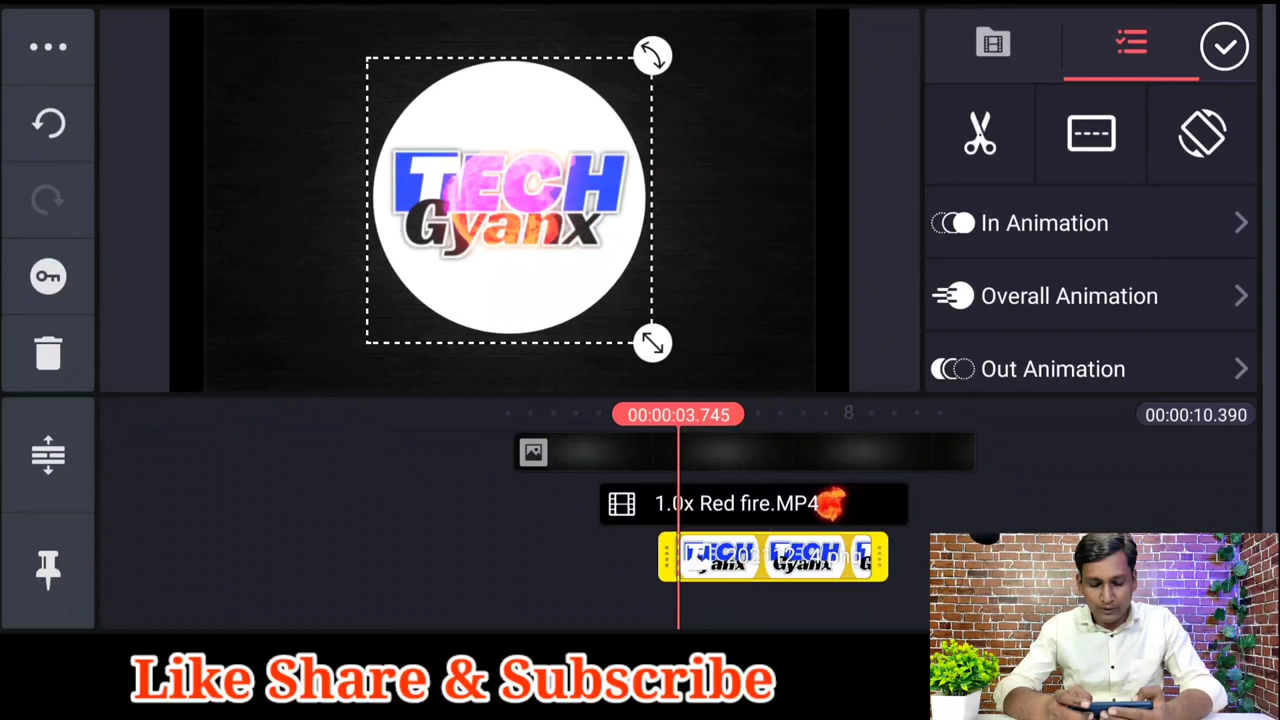 TECH
Gyanx
In Animation
Overall Animation
Out Animation
00:00:03.745
8
00:00:10.390
1.0x Red fire.MP4
Like Share & Subscribe